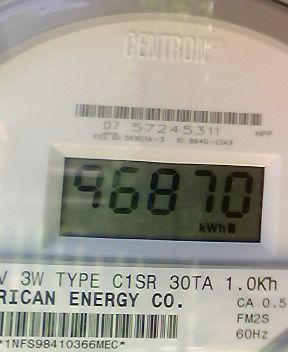 CENTRON®
07 57245311
HPP
96870
kWh
V 3W TYPE C1SR 30TA 1.0Kh
RICAN ENERGY CO.
CA 0.5
FM2S
60Hz
*1NFS98410366MEC*